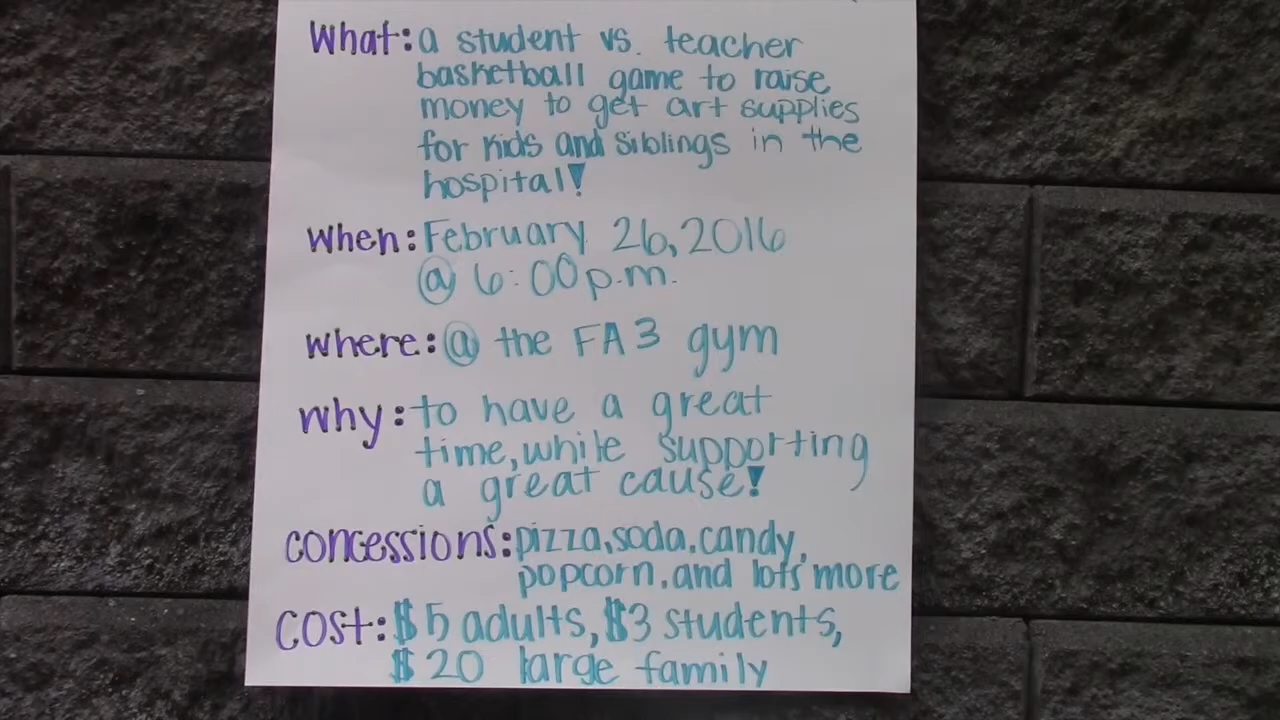 What: a student vs. teacher
basketball game to raise
money to get art supplies
for kids and siblings in the
hospital!
When: February 26, 2016
@ 6:00 p.m.
where: @ the FA3 gym
why: to have a great
time, while supporting
a great cause!
concessions: pizza, soda, candy,
popcorn, and lots more
COST: $5 adults, $3 students,
$20 large family